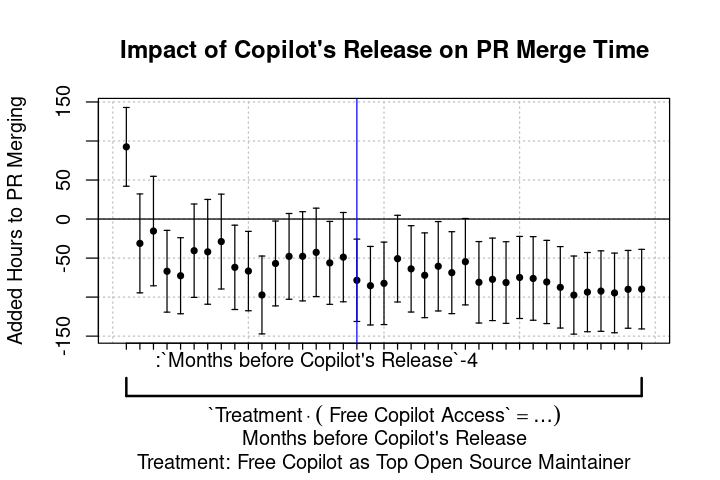 Impact of Copilot's Release on PR Merge Time
Added Hours to PR Merging
150
50
0
-50
-150
:`Months before Copilot's Release`-4
`Treatment · ( Free Copilot Access` = …)
Months before Copilot's Release
Treatment: Free Copilot as Top Open Source Maintainer